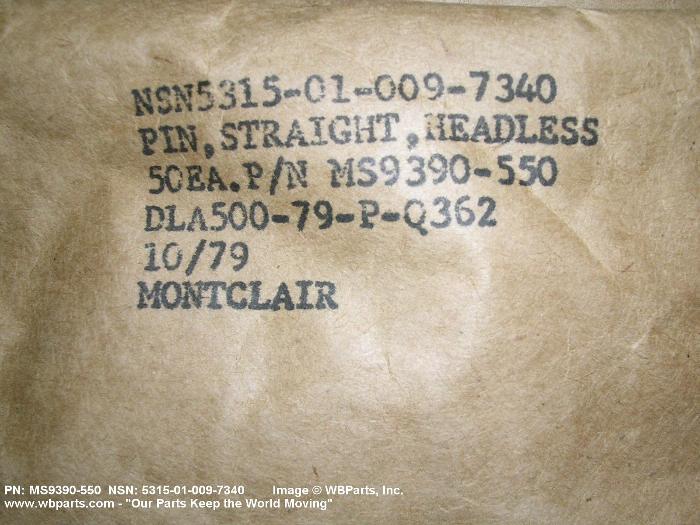 NSN5315-01-009-7340
PIN,STRAIGHT,HEADLESS
50EA.P/N MS9390-550
DLA500-79-P-Q362
10/79
MONTCLAIR
PN: MS9390-550 NSN: 5315-01-009-7340 Image © WBParts, Inc.
www.wbparts.com - "Our Parts Keep the World Moving"